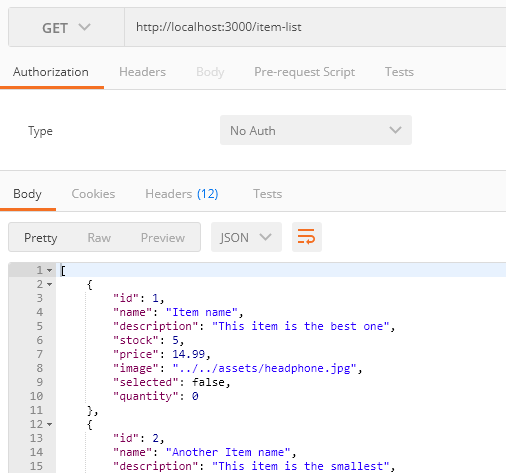 GET http://localhost:3000/item-list
Authorization Headers Body Pre-request Script Tests
Type No Auth
Body Cookies Headers (12) Tests
Pretty Raw Preview JSON
1 [
2 {
3 "id": 1,
4 "name": "Item name",
5 "description": "This item is the best one",
6 "stock": 5,
7 "price": 14.99,
8 "image": "../../assets/headphone.jpg",
9 "selected": false,
10 "quantity": 0
11 },
12 {
13 "id": 2,
14 "name": "Another Item name",
15 "description": "This item is the smallest",